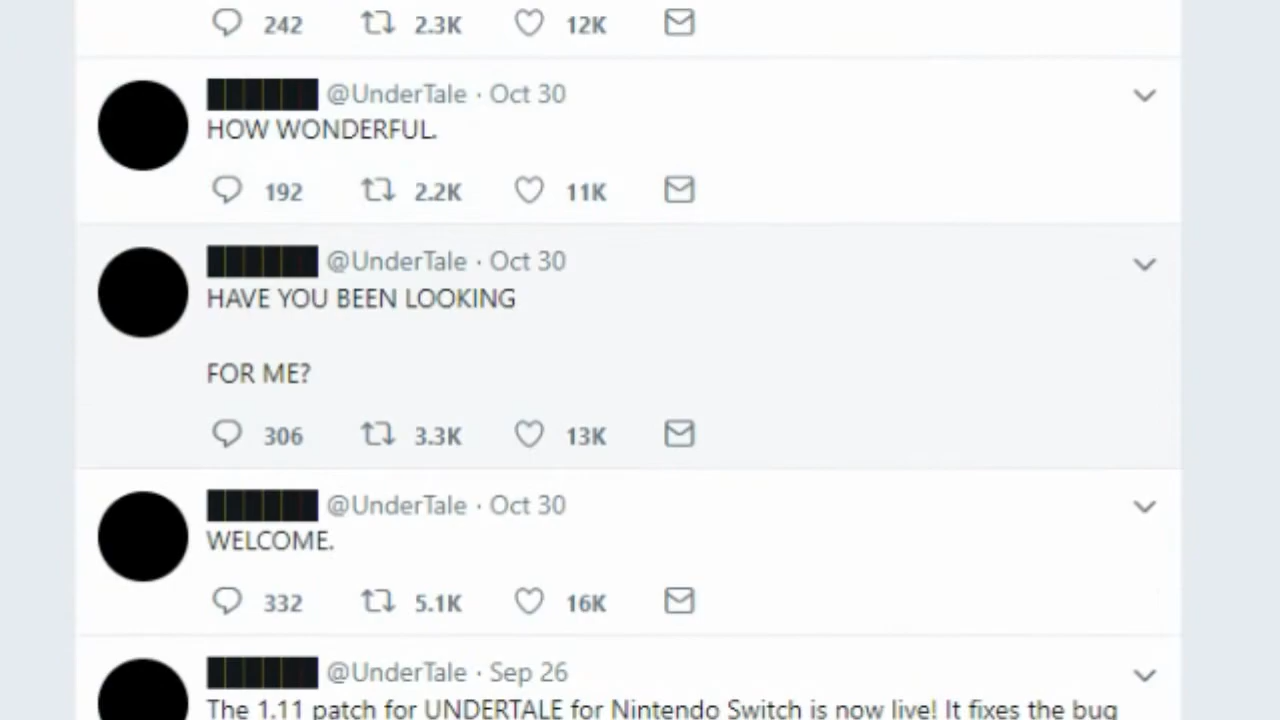 242 2.3K 12K
██████ @UnderTale · Oct 30
HOW WONDERFUL.
192 2.2K 11K
██████ @UnderTale · Oct 30
HAVE YOU BEEN LOOKING
FOR ME?
306 3.3K 13K
██████ @UnderTale · Oct 30
WELCOME.
332 5.1K 16K
██████ @UnderTale · Sep 26
The 1.11 patch for UNDERTALE for Nintendo Switch is now live! It fixes the bug